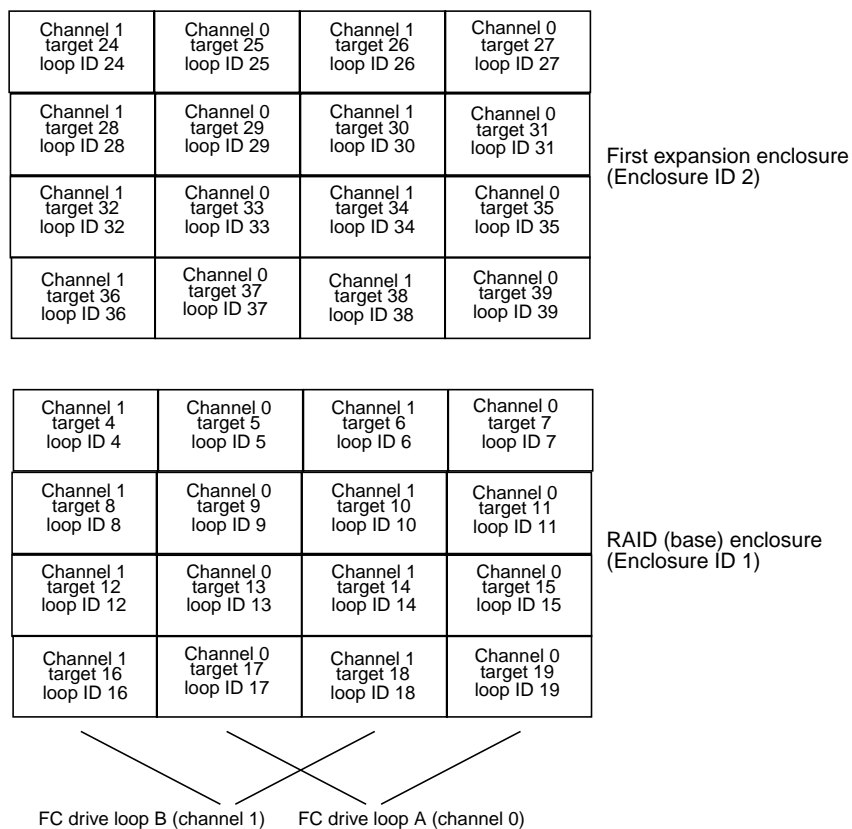 Channel 1
target 24
loop ID 24
Channel 0
target 25
loop ID 25
Channel 1
target 26
loop ID 26
Channel 0
target 27
loop ID 27
Channel 1
target 28
loop ID 28
Channel 0
target 29
loop ID 29
Channel 1
target 30
loop ID 30
Channel 0
target 31
loop ID 31
Channel 1
target 32
loop ID 32
Channel 0
target 33
loop ID 33
Channel 1
target 34
loop ID 34
Channel 0
target 35
loop ID 35
Channel 1
target 36
loop ID 36
Channel 0
target 37
loop ID 37
Channel 1
target 38
loop ID 38
Channel 0
target 39
loop ID 39
First expansion enclosure
(Enclosure ID 2)
Channel 1
target 4
loop ID 4
Channel 0
target 5
loop ID 5
Channel 1
target 6
loop ID 6
Channel 0
target 7
loop ID 7
Channel 1
target 8
loop ID 8
Channel 0
target 9
loop ID 9
Channel 1
target 10
loop ID 10
Channel 0
target 11
loop ID 11
Channel 1
target 12
loop ID 12
Channel 0
target 13
loop ID 13
Channel 1
target 14
loop ID 14
Channel 0
target 15
loop ID 15
Channel 1
target 16
loop ID 16
Channel 0
target 17
loop ID 17
Channel 1
target 18
loop ID 18
Channel 0
target 19
loop ID 19
RAID (base) enclosure
(Enclosure ID 1)
FC drive loop B (channel 1)
FC drive loop A (channel 0)